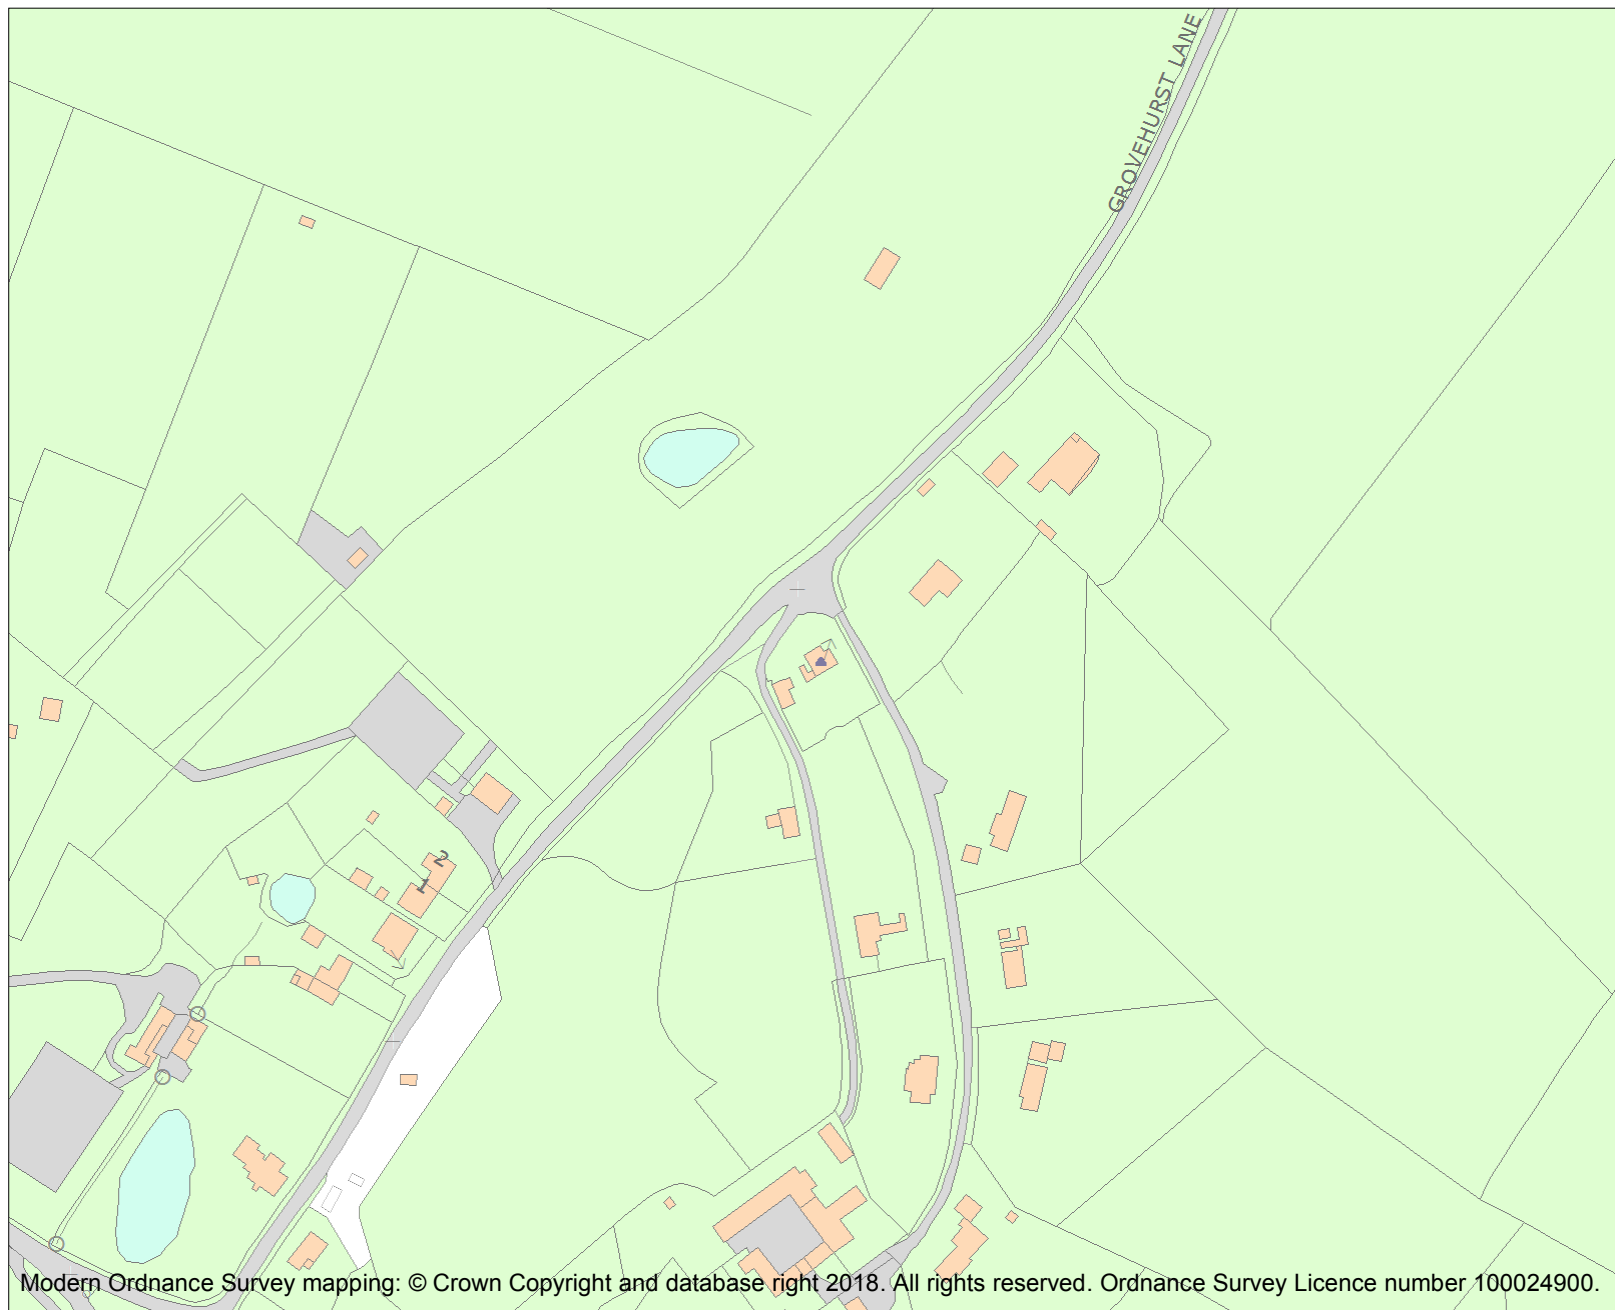 GROVEHURST LANE
2
1
Modern Ordnance Survey mapping: © Crown Copyright and database right 2018. All rights reserved. Ordnance Survey Licence number 100024900.